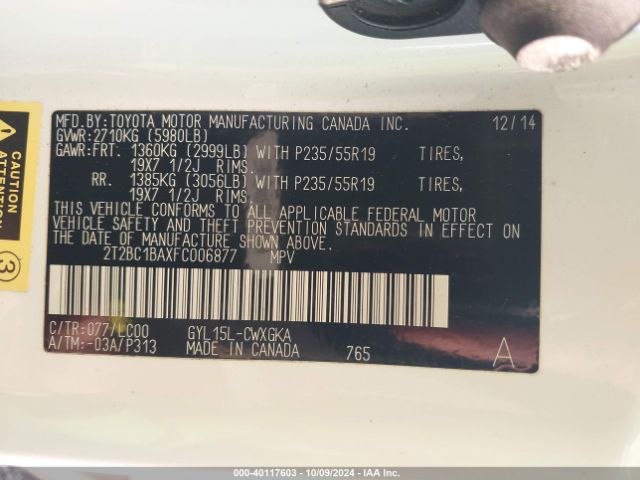 MFD.BY:TOYOTA MOTOR MANUFACTURING CANADA INC. 12/14
GVWR:2710KG (5980LB)
GAWR:FRT. 1360KG (2999LB) WITH P235/55R19 TIRES,
19X7 1/2J RIMS.
RR. 1385KG (3056LB) WITH P235/55R19 TIRES,
19X7 1/2J RIMS.
THIS VEHICLE CONFORMS TO ALL APPLICABLE FEDERAL MOTOR
VEHICLE SAFETY AND THEFT PREVENTION STANDARDS IN EFFECT ON
THE DATE OF MANUFACTURE SHOWN ABOVE.
2T2BC1BAXFC006877 MPV
C/TR:077/LC00 GYL15L-CWXGKA
A/TM:-03A/P313 MADE IN CANADA 765 A
CAUTION
ATTENTION
3
000-40117603 | 10/09/2024 | IAA Inc.